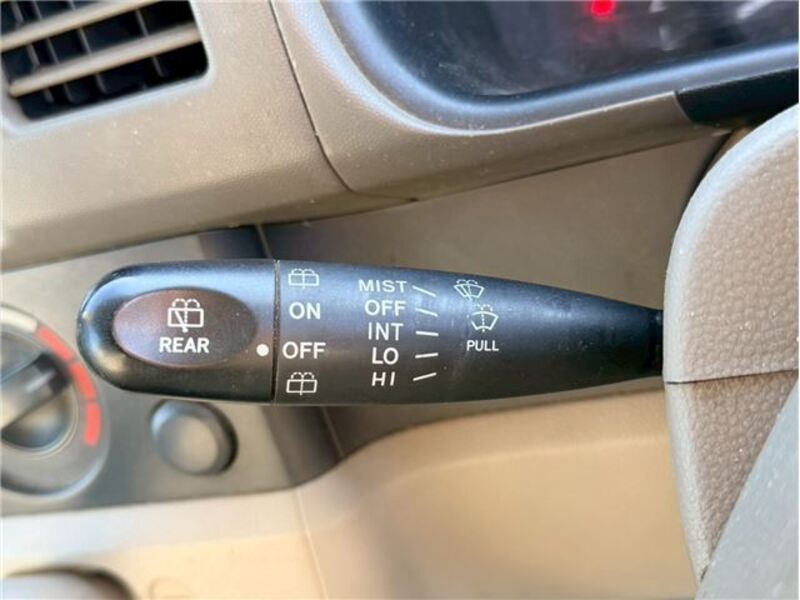 REAR
ON
OFF
MIST
OFF
INT
LO
HI
PULL